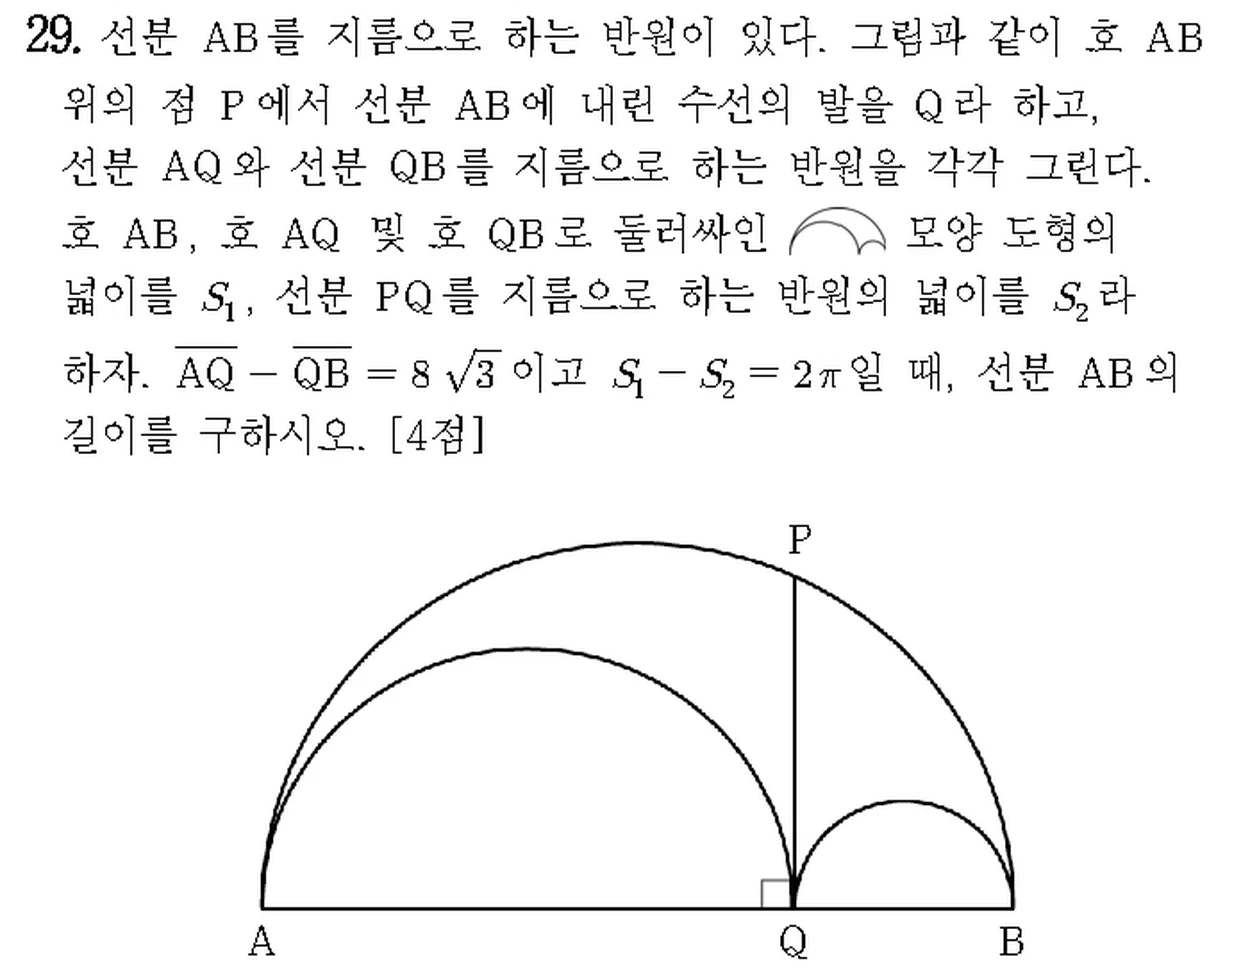 29. 선분 AB를 지름으로 하는 반원이 있다. 그림과 같이 호 AB
위의 점 P에서 선분 AB에 내린 수선의 발을 Q라 하고,
선분 AQ와 선분 QB를 지름으로 하는 반원을 각각 그린다.
호 AB, 호 AQ 및 호 QB로 둘러싸인 모양 도형의
넓이를 S₁, 선분 PQ를 지름으로 하는 반원의 넓이를 S₂라
하자. A̅Q̅ − Q̅B̅ = 8√3 이고 S₁ − S₂ = 2π일 때, 선분 AB의
길이를 구하시오. [4점]
P
A
Q
B